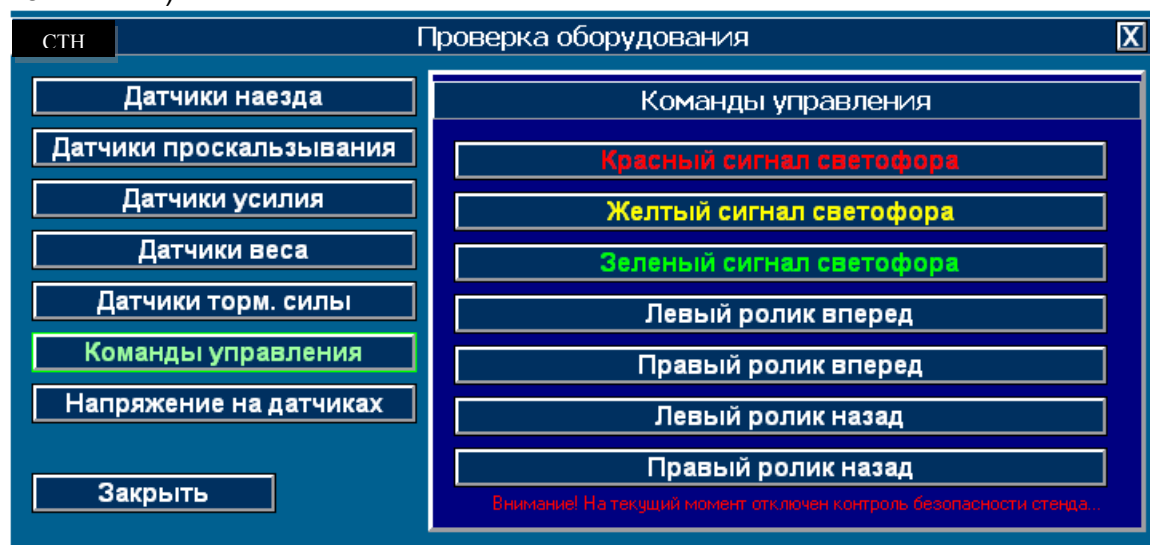 СТН
Проверка оборудования
X
Датчики наезда
Датчики проскальзывания
Датчики усилия
Датчики веса
Датчики торм. силы
Команды управления
Напряжение на датчиках
Закрыть
Команды управления
Красный сигнал светофора
Желтый сигнал светофора
Зеленый сигнал светофора
Левый ролик вперед
Правый ролик вперед
Левый ролик назад
Правый ролик назад
Внимание! На текущий момент отключен контроль безопасности стенда...